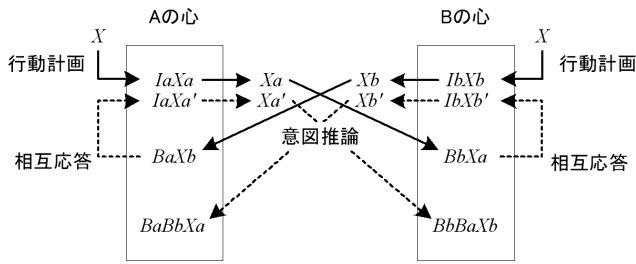 Aの心 Bの心
X X
行動計画 IaXa Xa Xb IbXb 行動計画
IaXa′ Xa′ Xb′ IbXb′
意図推論
相互応答 BaXb BbXa 相互応答
BaBbXa BbBaXb